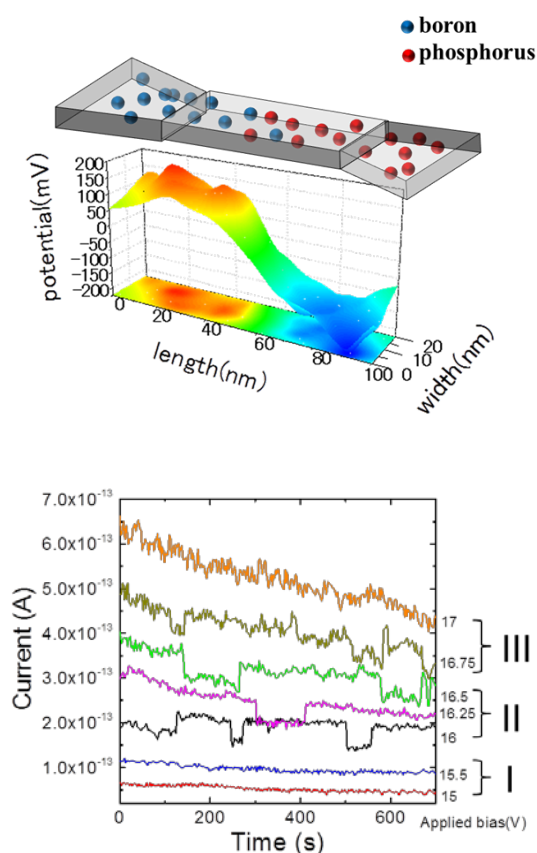 boron
phosphorus
potential(mV)
200
150
100
50
0
−50
−100
−150
−200
0
20
40
60
80
100
length(nm)
0
10
20
width(nm)
Current (A)
7.0x10⁻¹³
6.0x10⁻¹³
5.0x10⁻¹³
4.0x10⁻¹³
3.0x10⁻¹³
2.0x10⁻¹³
1.0x10⁻¹³
17
16.75
III
16.5
16.25
16
II
15.5
15
I
0
200
400
600
Applied bias(V)
Time (s)